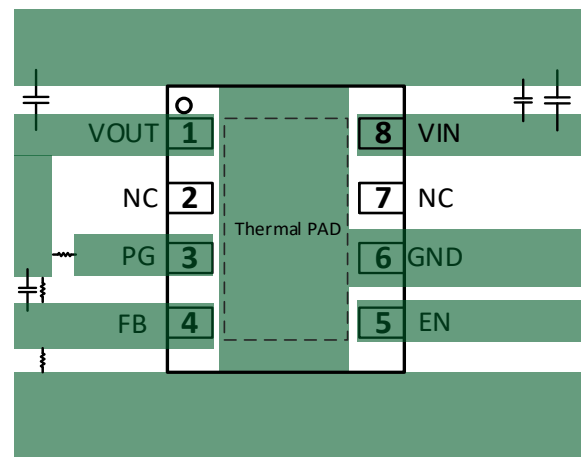 VOUT 1 8 VIN
NC 2 7 NC
Thermal PAD
PG 3 6 GND
FB 4 5 EN